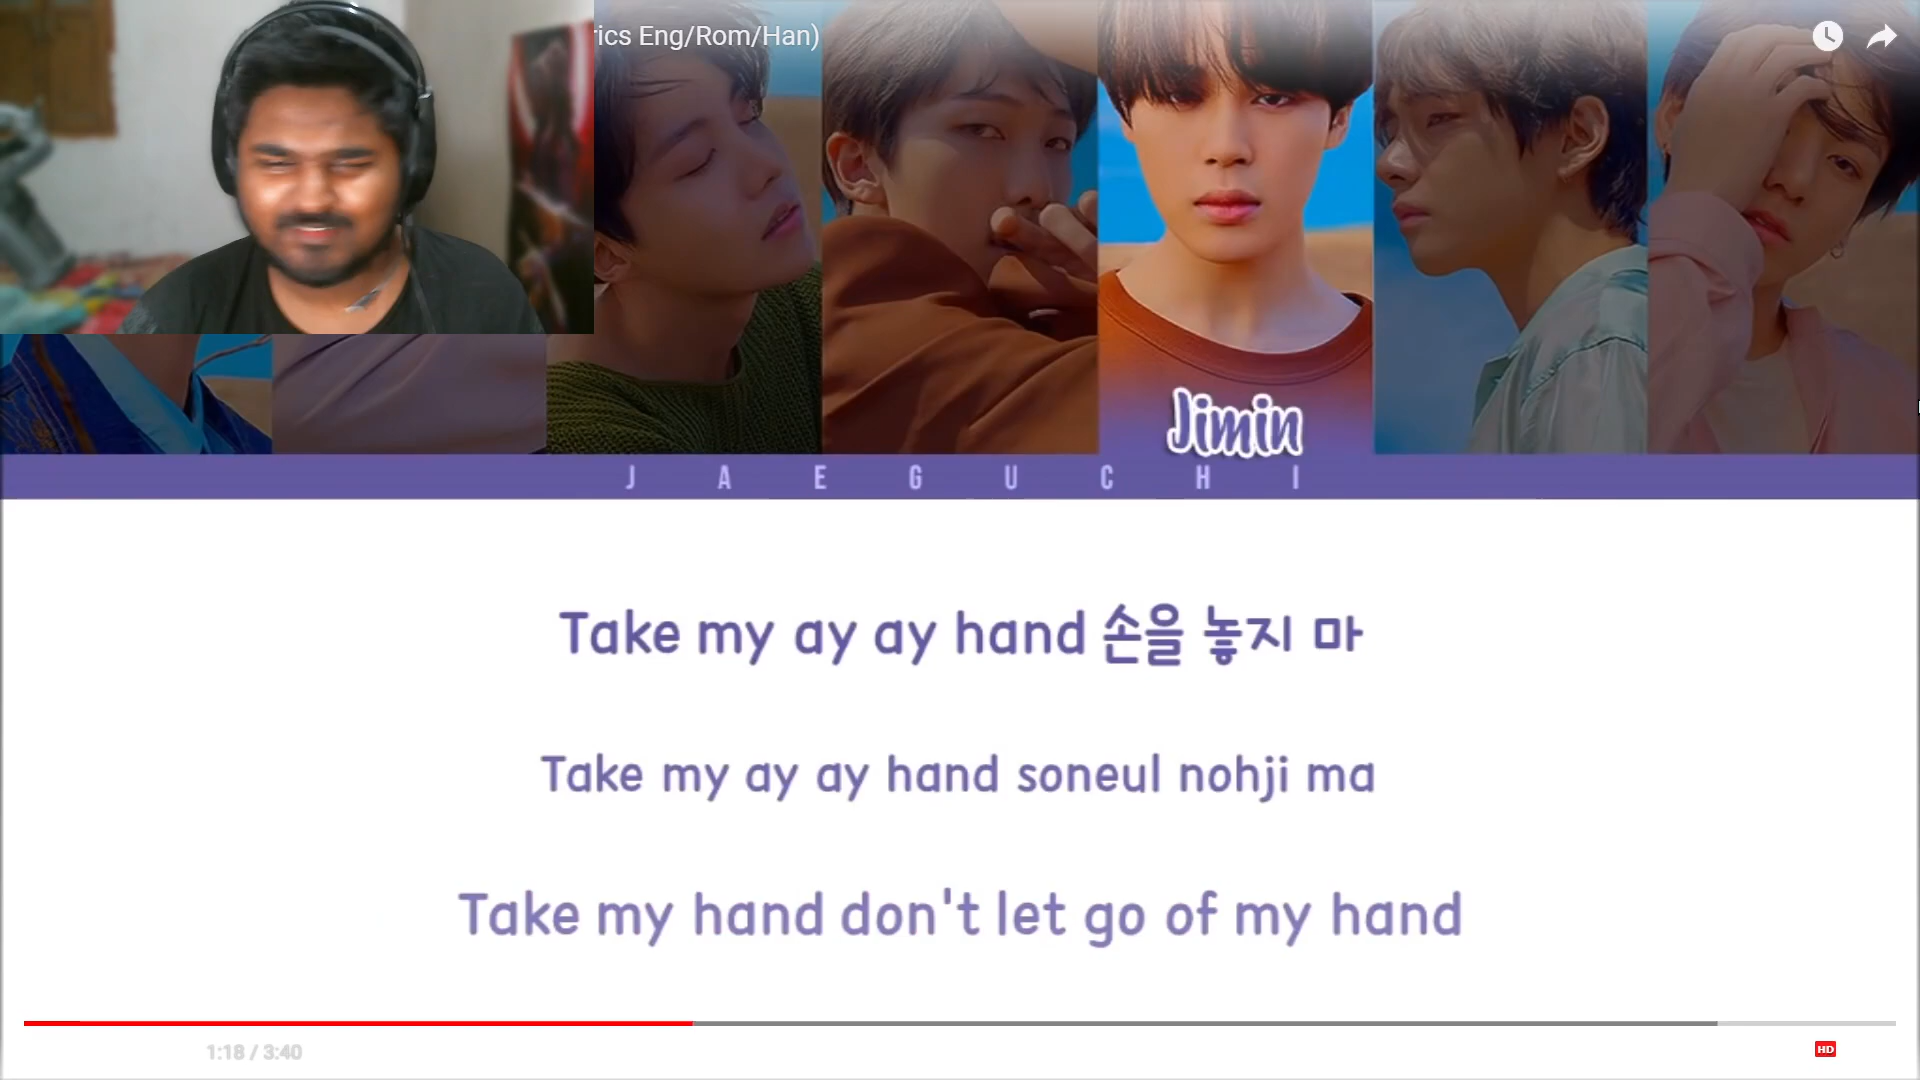 rics Eng/Rom/Han)
Jimin
J A E G U C H I
Take my ay ay hand 손을 놓지 마
Take my ay ay hand soneul nohji ma
Take my hand don't let go of my hand
1:18 / 3:40
HD